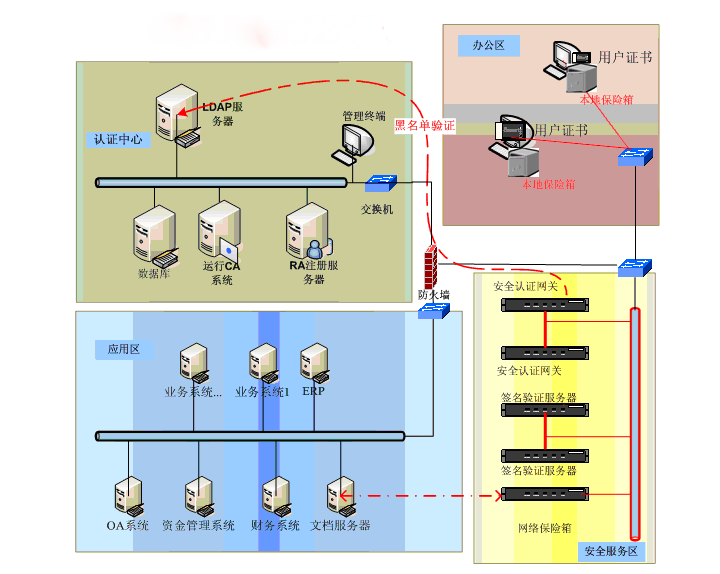 办公区
用户证书
本地保险箱
用户证书
本地保险箱
LDAP服
务器
认证中心
管理终端
黑名单验证
交换机
数据库
运行CA
系统
RA注册服
务器
防火墙
安全认证网关
安全认证网关
签名验证服务器
签名验证服务器
网络保险箱
安全服务区
应用区
业务系统...
业务系统1
ERP
OA系统
资金管理系统
财务系统
文档服务器